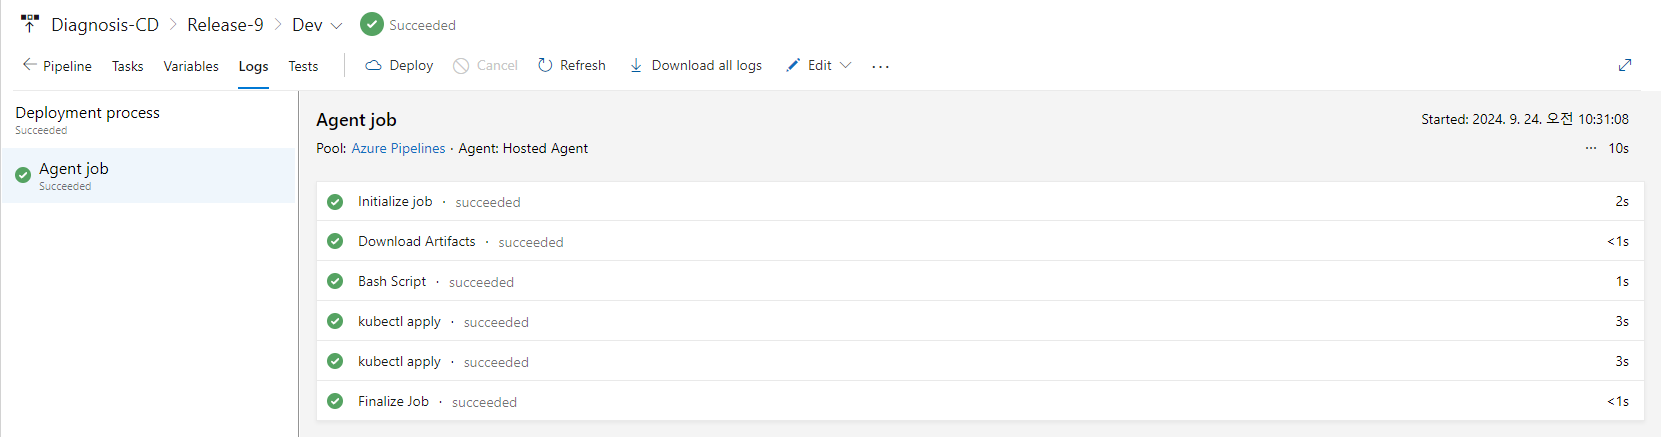 Diagnosis-CD > Release-9 > Dev Succeeded
Pipeline Tasks Variables Logs Tests Deploy Cancel Refresh Download all logs Edit ...
Deployment process
Succeeded
Agent job
Succeeded
Agent job
Started: 2024. 9. 24. 오전 10:31:08
Pool: Azure Pipelines · Agent: Hosted Agent
... 10s
Initialize job · succeeded 2s
Download Artifacts · succeeded <1s
Bash Script · succeeded 1s
kubectl apply · succeeded 3s
kubectl apply · succeeded 3s
Finalize Job · succeeded <1s